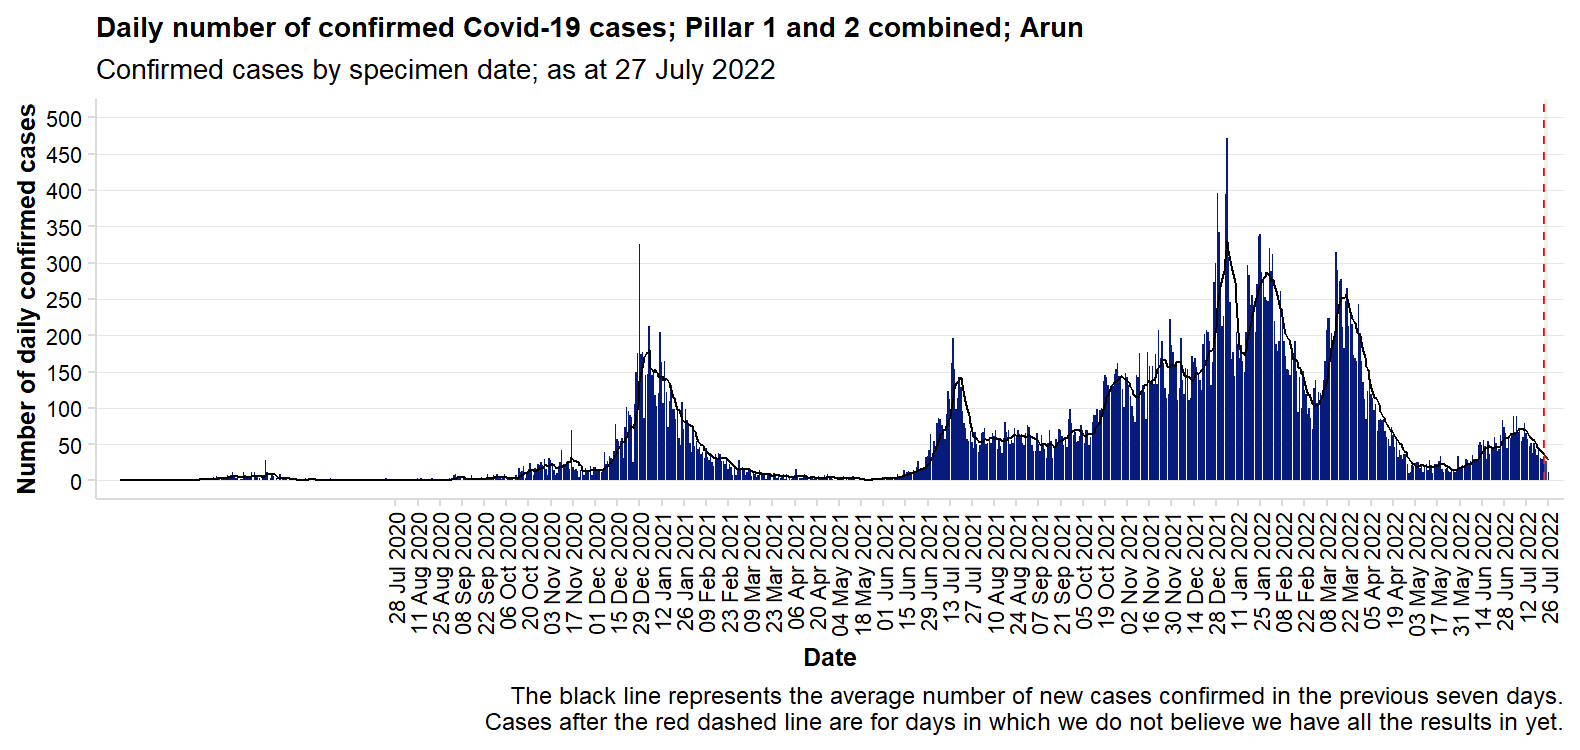 Daily number of confirmed Covid-19 cases; Pillar 1 and 2 combined; Arun
Confirmed cases by specimen date; as at 27 July 2022
Number of daily confirmed cases
500
450
400
350
300
250
200
150
100
50
0
28 Jul 2020
11 Aug 2020
25 Aug 2020
08 Sep 2020
22 Sep 2020
06 Oct 2020
20 Oct 2020
03 Nov 2020
17 Nov 2020
01 Dec 2020
15 Dec 2020
29 Dec 2020
12 Jan 2021
26 Jan 2021
09 Feb 2021
23 Feb 2021
09 Mar 2021
23 Mar 2021
06 Apr 2021
20 Apr 2021
04 May 2021
18 May 2021
01 Jun 2021
15 Jun 2021
29 Jun 2021
13 Jul 2021
27 Jul 2021
10 Aug 2021
24 Aug 2021
07 Sep 2021
21 Sep 2021
05 Oct 2021
19 Oct 2021
02 Nov 2021
16 Nov 2021
30 Nov 2021
14 Dec 2021
28 Dec 2021
11 Jan 2022
25 Jan 2022
08 Feb 2022
22 Feb 2022
08 Mar 2022
22 Mar 2022
05 Apr 2022
19 Apr 2022
03 May 2022
17 May 2022
31 May 2022
14 Jun 2022
28 Jun 2022
12 Jul 2022
26 Jul 2022
Date
The black line represents the average number of new cases confirmed in the previous seven days.
Cases after the red dashed line are for days in which we do not believe we have all the results in yet.